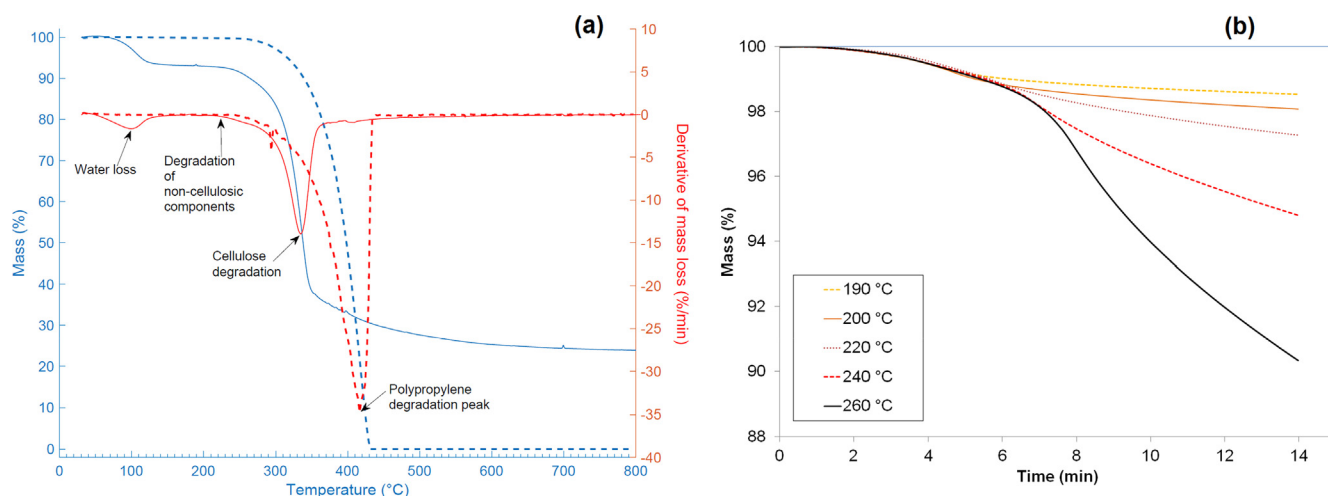 (a)
100
90
80
70
60
50
40
30
20
10
0
Mass (%)
0 100 200 300 400 500 600 700 800
Temperature (°C)
10
5
0
-5
-10
-15
-20
-25
-30
-35
-40
Derivative of mass
loss (%/min)
Water loss
Degradation
of
non-cellulosic
components
Cellulose
degradation
Polypropylene
degradation peak
(b)
100
98
96
94
92
90
88
Mass (%)
0 2 4 6 8 10 12 14
Time (min)
190 °C
200 °C
220 °C
240 °C
260 °C